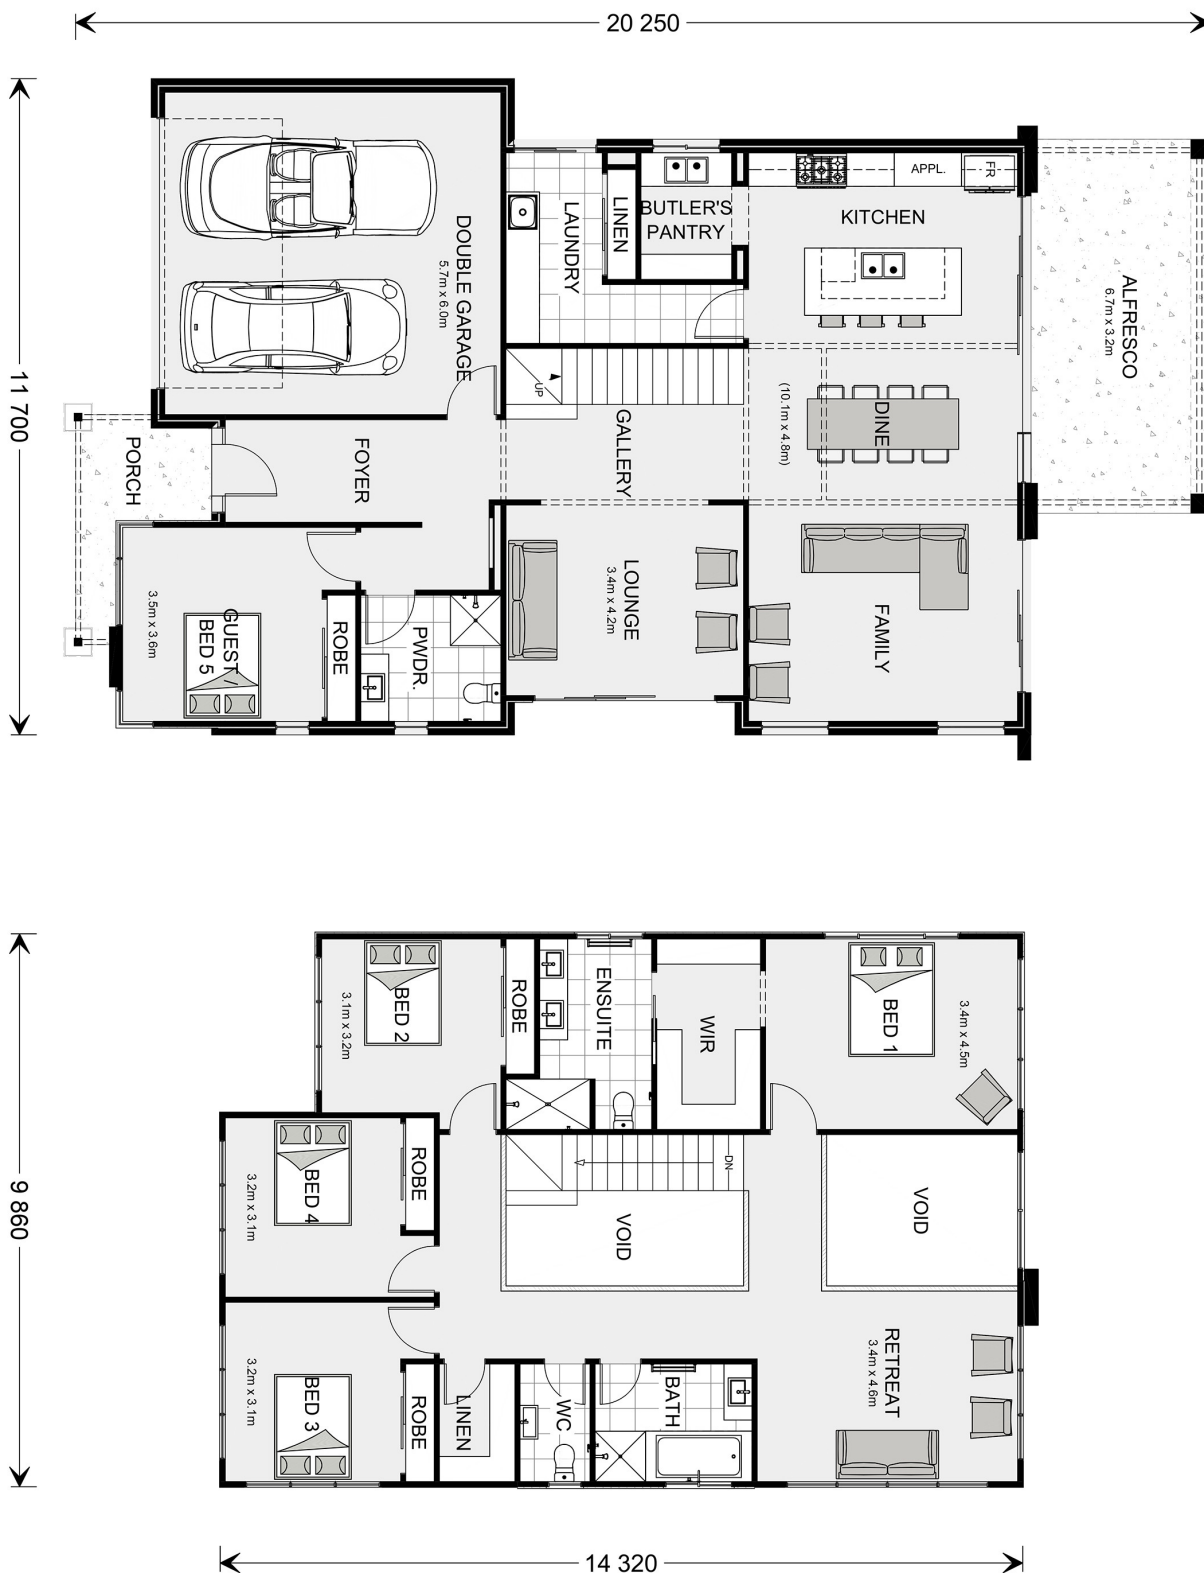 20 250
11 700
DOUBLE GARAGE
5.7m x 6.0m
LAUNDRY
LINEN
BUTLER'S
PANTRY
APPL.
FR
KITCHEN
ALFRESCO
6.7m x 3.2m
UP
GALLERY
DINE
(10.1m x 4.8m)
PORCH
FOYER
GUEST/
BED 5
3.5m x 3.6m
ROBE
PWDR.
LOUNGE
3.4m x 4.2m
FAMILY
9 860
BED 2
3.1m x 3.2m
ROBE
ENSUITE
WIR
BED 1
3.4m x 4.5m
BED 4
3.2m x 3.1m
ROBE
DN
VOID
VOID
BED 3
3.2m x 3.1m
ROBE
LINEN
WC
BATH
RETREAT
3.4m x 4.6m
14 320